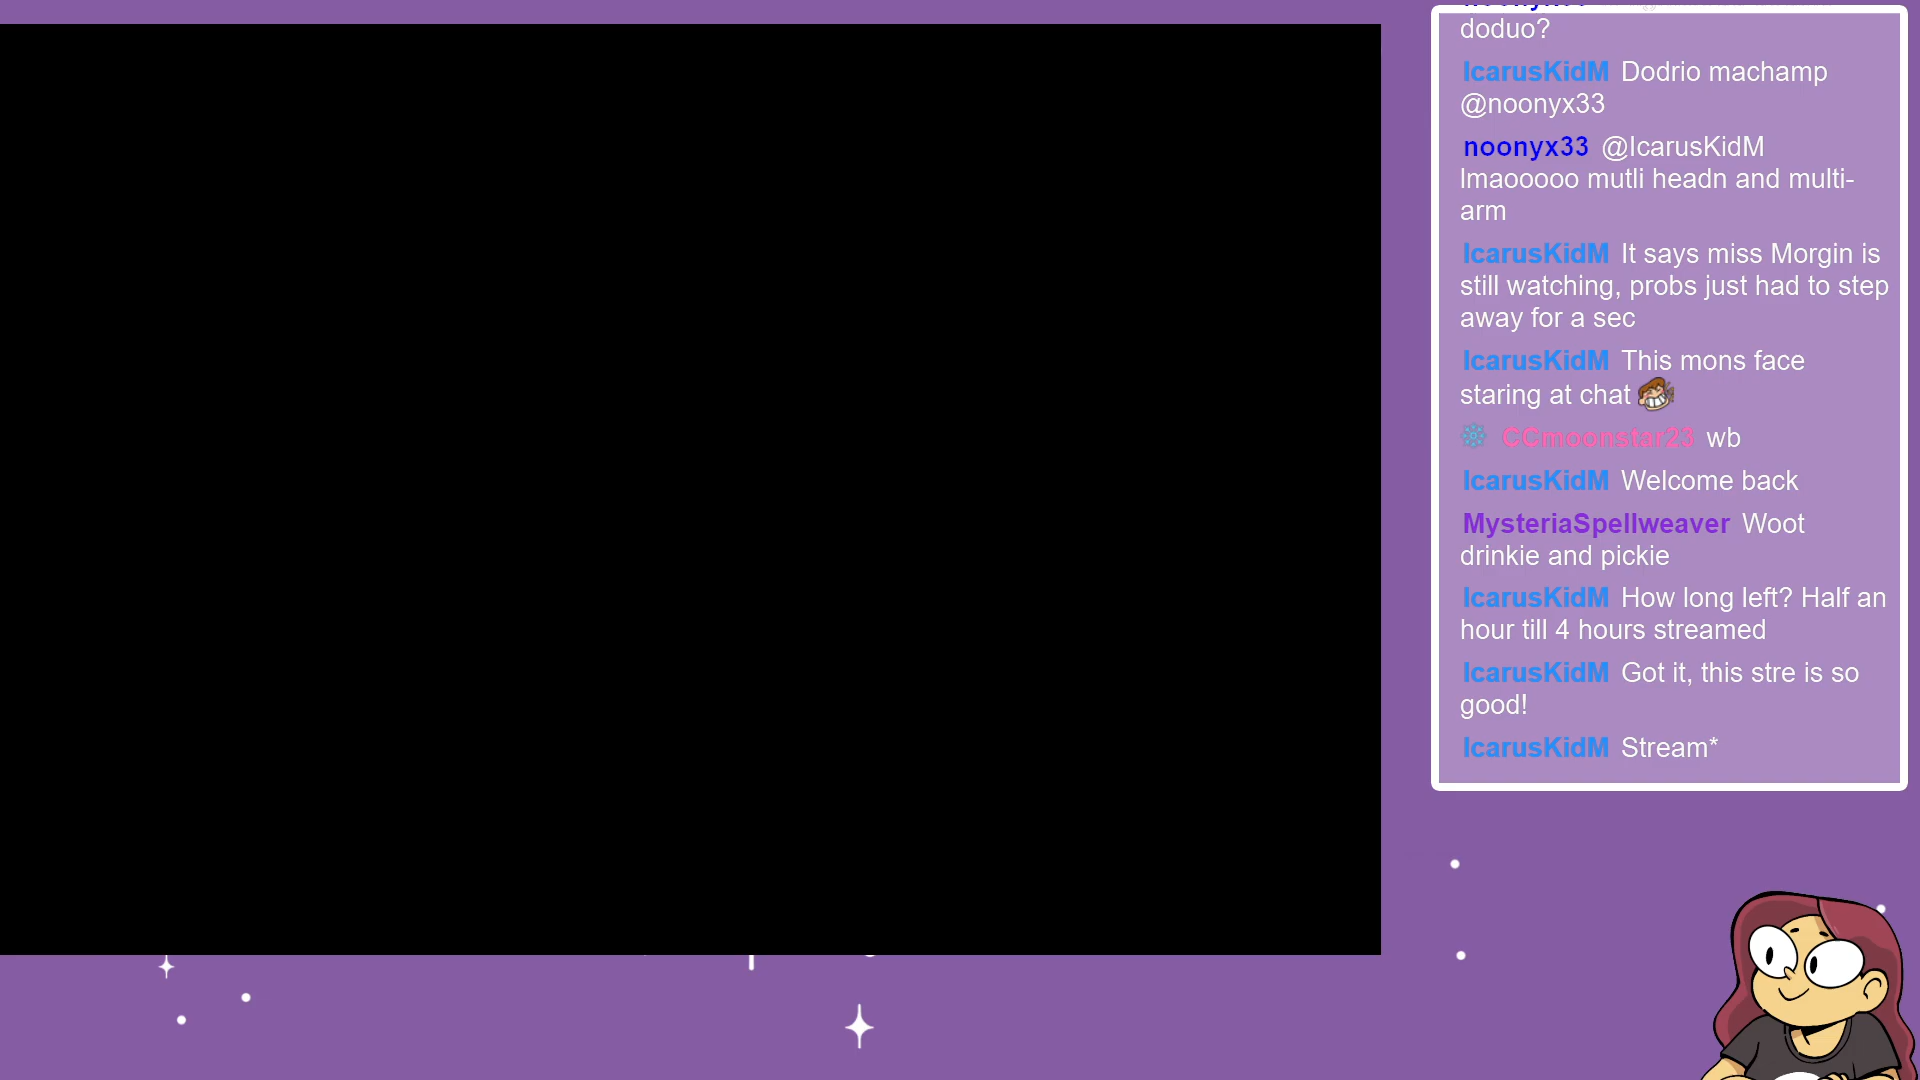 doduo?
IcarusKidM Dodrio machamp
@noonyx33
noonyx33 @IcarusKidM
lmaooooo mutli headn and multi-
arm
IcarusKidM It says miss Morgin is
still watching, probs just had to step
away for a sec
IcarusKidM This mons face
staring at chat
CCmoonstar23 wb
IcarusKidM Welcome back
MysteriaSpellweaver Woot
drinkie and pickie
IcarusKidM How long left? Half an
hour till 4 hours streamed
IcarusKidM Got it, this stre is so
good!
IcarusKidM Stream*